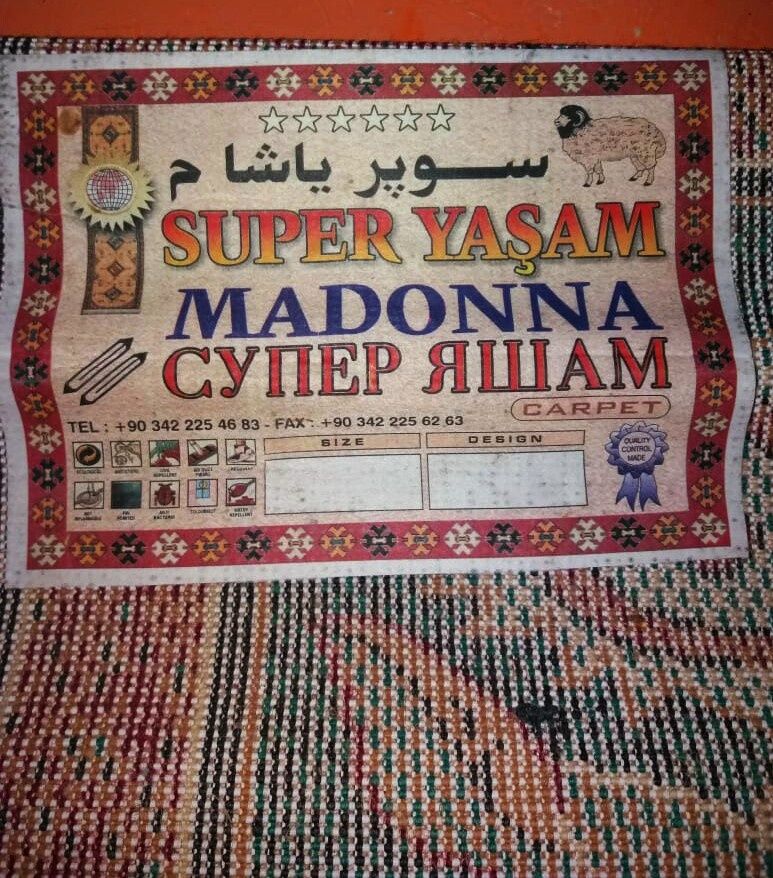 سوپر ياشا م
SUPER YAŞAM
MADONNA
СУПЕР ЯШАМ
CARPET
TEL : +90 342 225 46 83 - FAX : +90 342 225 62 63
SIZE DESIGN
QUALITY
CONTROL
MADE